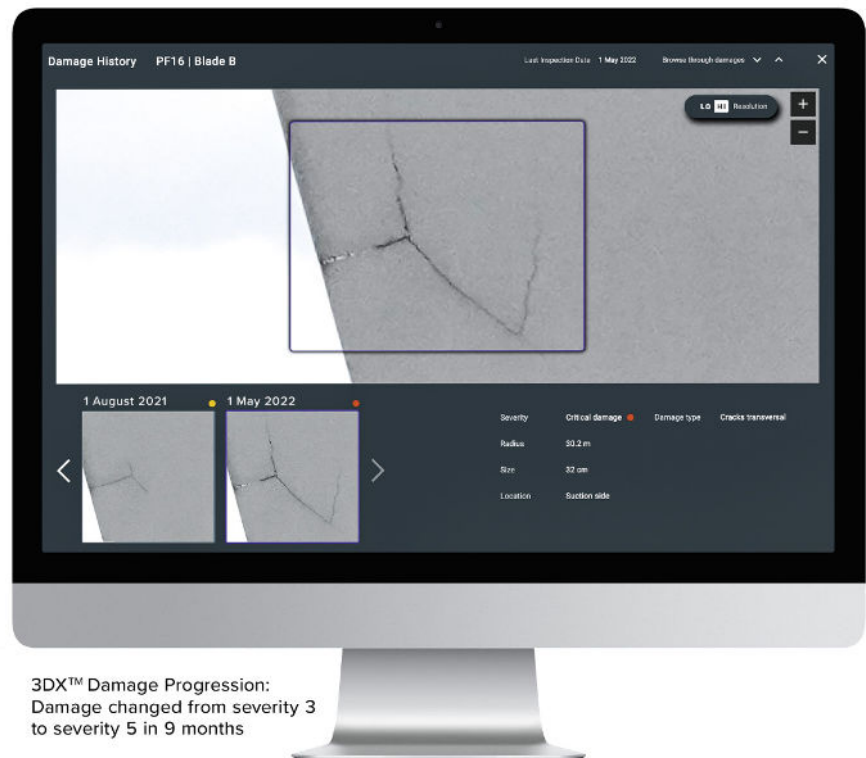 Damage History PF16 | Blade B Last Inspection Date 1 May 2022 Browse through damages
LO HI Resolution
+
−
1 August 2021 1 May 2022
Severity Critical damage Damage type Cracks transversal
Radius 30.2 m
Size 32 cm
Location Suction side
3DX™ Damage Progression:
Damage changed from severity 3
to severity 5 in 9 months